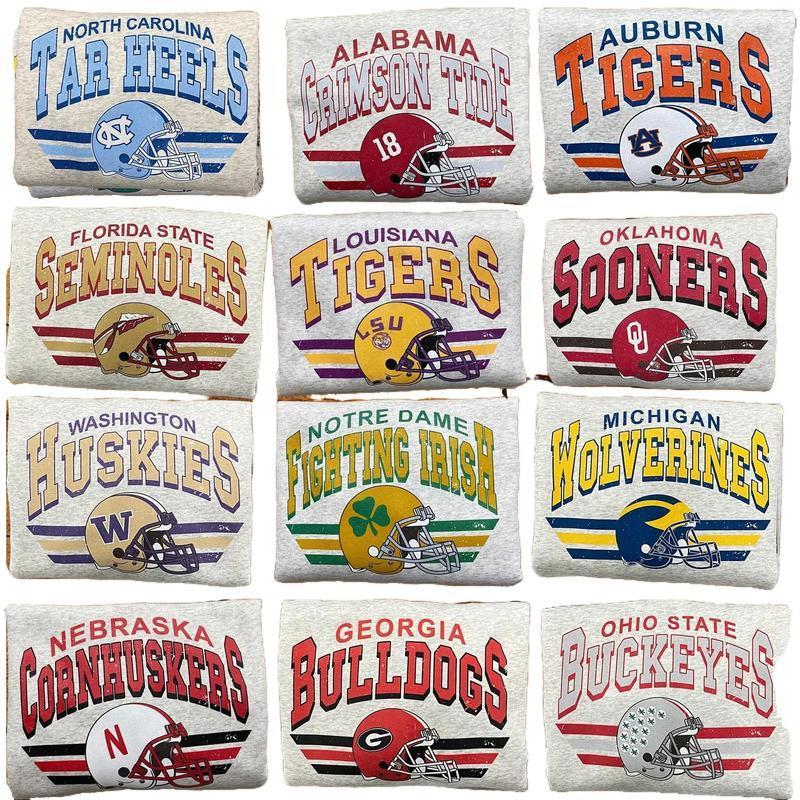 NORTH CAROLINA
TAR HEELS
NC
ALABAMA
CRIMSON TIDE
18
AUBURN
TIGERS
AU
FLORIDA STATE
SEMINOLES
LOUISIANA
TIGERS
LSU
OKLAHOMA
SOONERS
OU
WASHINGTON
HUSKIES
W
NOTRE DAME
FIGHTING IRISH
MICHIGAN
WOLVERINES
NEBRASKA
CORNHUSKERS
N
GEORGIA
BULLDOGS
G
OHIO STATE
BUCKEYES